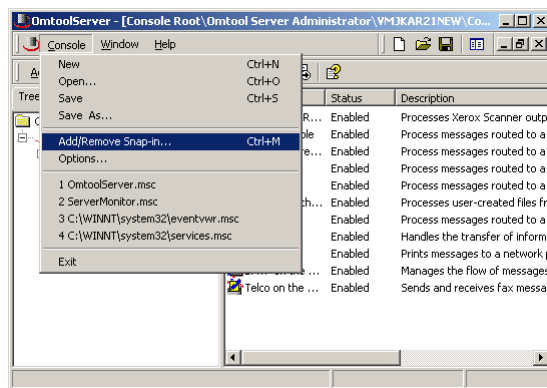 OmtoolServer - [Console Root\Omtool Server Administrator\VMJKAR21NEW\Co...
Console Window Help
New Ctrl+N
Open... Ctrl+O
Save Ctrl+S
Save As...
Add/Remove Snap-in... Ctrl+M
Options...
1 OmtoolServer.msc
2 ServerMonitor.msc
3 C:\WINNT\system32\eventvwr.msc
4 C:\WINNT\system32\services.msc
Exit
Tree
Status Description
Enabled Processes Xerox Scanner outp
Enabled Process messages routed to a
Enabled Process messages routed to a
Enabled Process messages routed to a
Enabled Process messages routed to a
Enabled Processes user-created files fr
Enabled Process messages routed to a
Enabled Handles the transfer of inform
Enabled Prints messages to a network
Enabled Manages the flow of messages
Telco on the ... Enabled Sends and receives fax messa